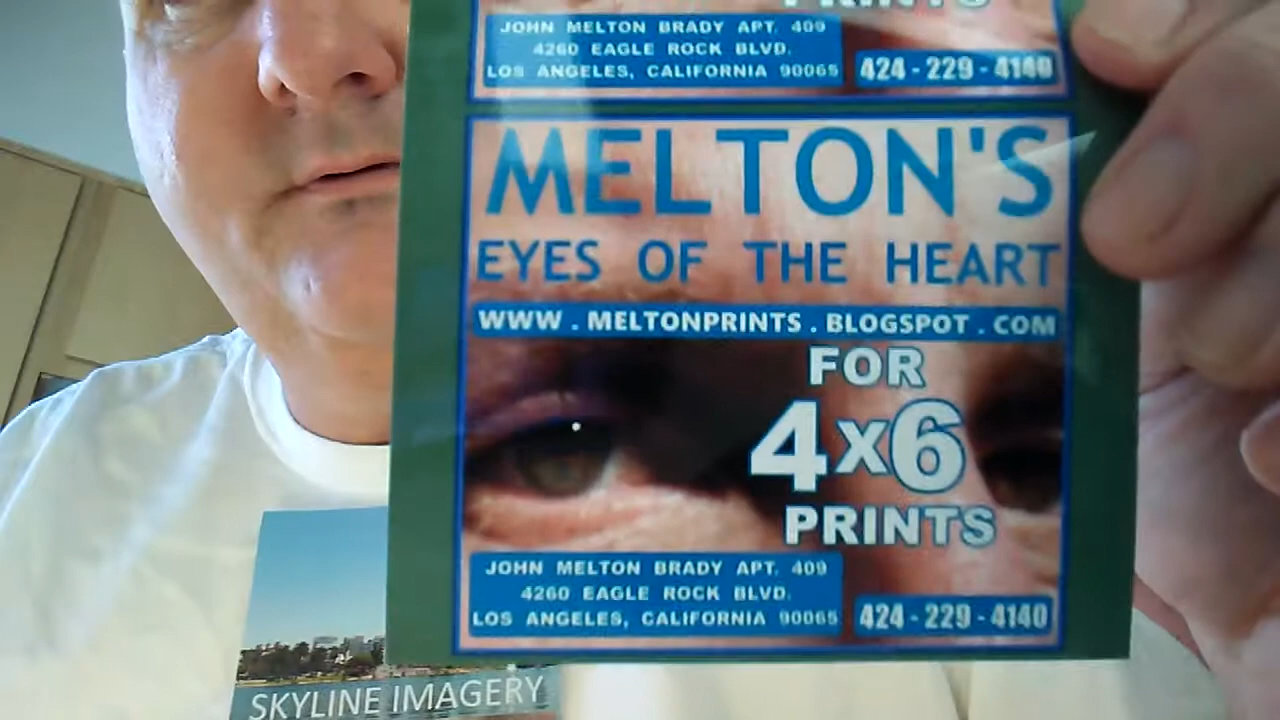 PRINTS
JOHN MELTON BRADY APT. 409
4260 EAGLE ROCK BLVD.
LOS ANGELES, CALIFORNIA 90065
424 - 229 - 4140
MELTON'S
EYES OF THE HEART
WWW . MELTONPRINTS . BLOGSPOT . COM
FOR
4x6
PRINTS
JOHN MELTON BRADY APT. 409
4260 EAGLE ROCK BLVD.
LOS ANGELES, CALIFORNIA 90065
424 - 229 - 4140
SKYLINE IMAGERY